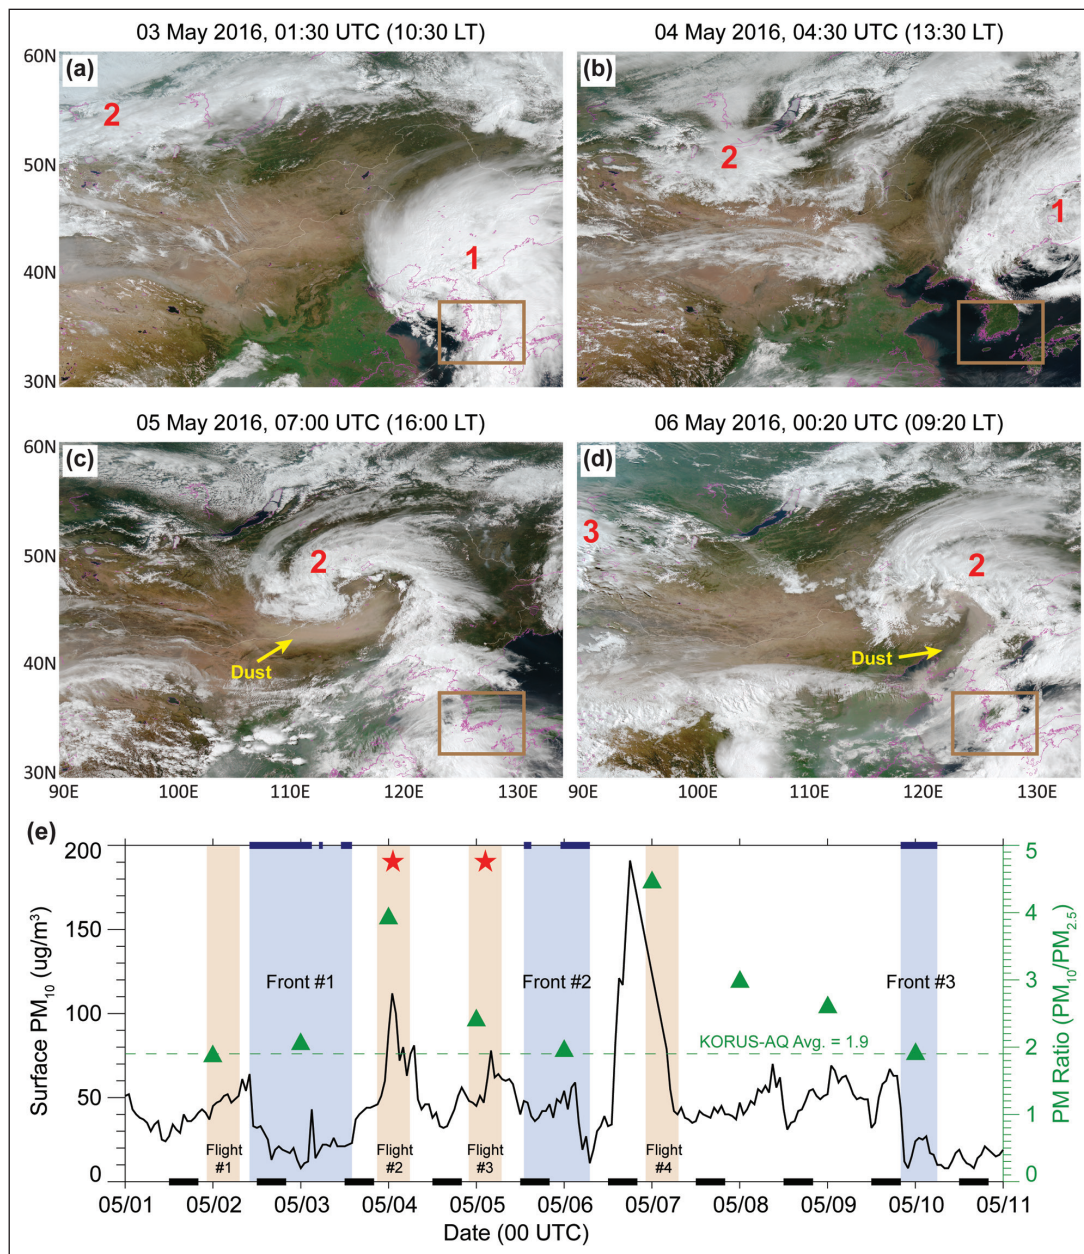 03 May 2016, 01:30 UTC (10:30 LT)
04 May 2016, 04:30 UTC (13:30 LT)
60N
(a)
(b)
2
2
50N
1
1
40N
30N
05 May 2016, 07:00 UTC (16:00 LT)
06 May 2016, 00:20 UTC (09:20 LT)
60N
(c)
(d)
3
50N
2
2
Dust
Dust
40N
30N
90E 100E 110E 120E 130E
90E 100E 110E 120E 130E
(e)
200
150
100
50
0
Surface PM10 (ug/m³)
Front #1
Front #2
Front #3
KORUS-AQ Avg. = 1.9
Flight
#1
Flight
#2
Flight
#3
Flight
#4
5
4
3
2
1
0
PM Ratio (PM10/PM2.5)
05/01 05/02 05/03 05/04 05/05 05/06 05/07 05/08 05/09 05/10 05/11
Date (00 UTC)